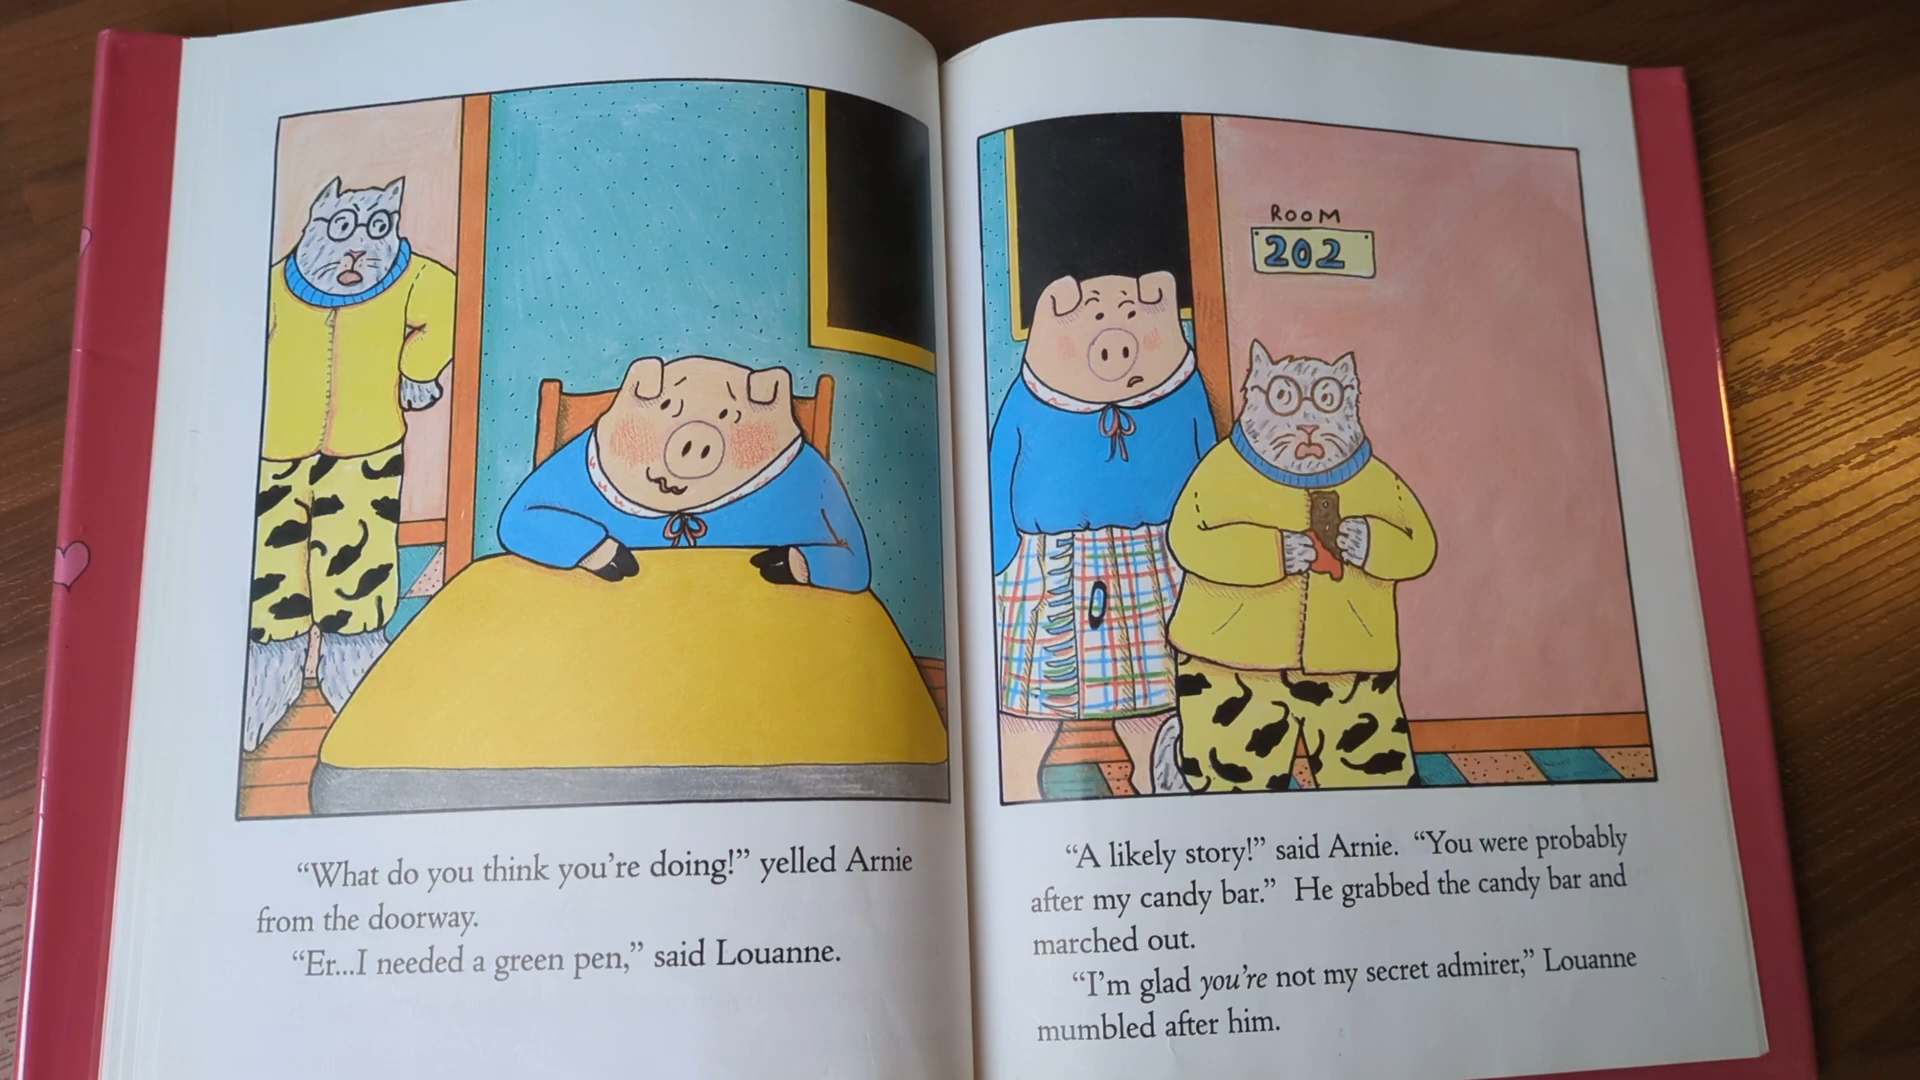 “What do you think you’re doing!” yelled Arnie
from the doorway.
“Er...I needed a green pen,” said Louanne.
ROOM
202
“A likely story!” said Arnie. “You were probably
after my candy bar.” He grabbed the candy bar and
marched out.
“I’m glad you’re not my secret admirer,” Louanne
mumbled after him.